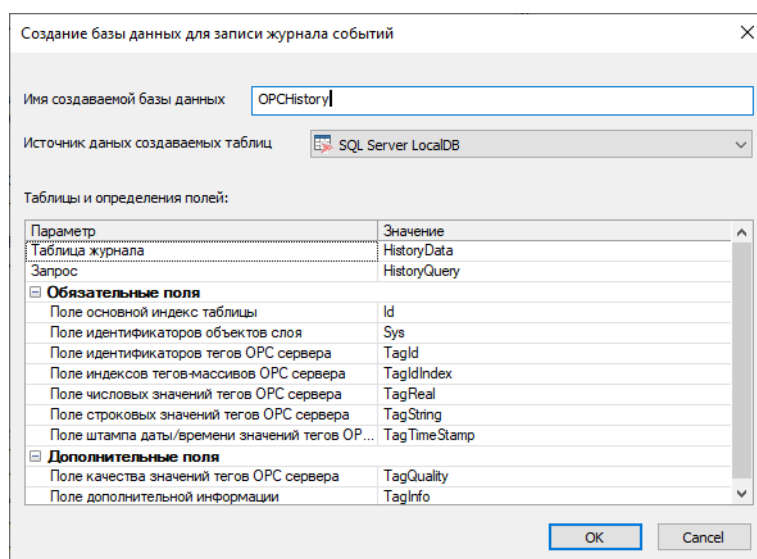 Создание базы данных для записи журнала событий
Имя создаваемой базы данных OPCHistory
Источник даных создаваемых таблиц SQL Server LocalDB
Таблицы и определения полей:
Параметр Значение
Таблица журнала HistoryData
Запрос HistoryQuery
Обязательные поля
Поле основной индекс таблицы Id
Поле идентификаторов объектов слоя Sys
Поле идентификаторов тегов OPC сервера TagId
Поле индексов тегов-массивов OPC сервера TagIdIndex
Поле числовых значений тегов OPC сервера TagReal
Поле строковых значений тегов OPC сервера TagString
Поле штампа даты/времени значений тегов OP... TagTimeStamp
Дополнительные поля
Поле качества значений тегов OPC сервера TagQuality
Поле дополнительной информации TagInfo
OK Cancel